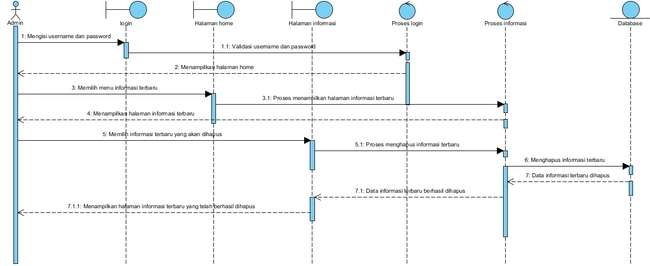 Admin
login
Halaman home
Halaman informasi
Proses login
Proses informasi
Database
1: Mengisi username dan password
1.1: Validasi username dan password
2: Menampilkan halaman home
3: Memilih menu informasi terbaru
3.1: Proses menampilkan halaman informasi terbaru
4: Menampilkan halaman informasi terbaru
5: Memilih informasi terbaru yang akan dihapus
5.1: Proses menghapus informasi terbaru
6: Menghapus informasi terbaru
7: Data informasi terbaru dihapus
7.1: Data informasi terbaru berhasil dihapus
7.1.1: Menampilkan halaman informasi terbaru yang telah berhasil dihapus